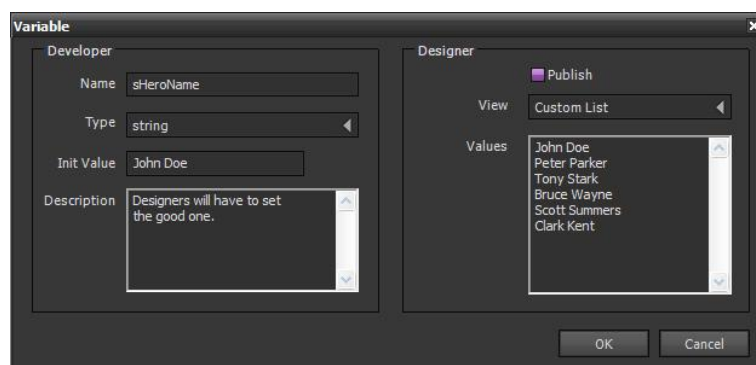 Variable
Developer
Name sHeroName
Type string
Init Value John Doe
Description Designers will have to set
the good one.
Designer
Publish
View Custom List
Values John Doe
Peter Parker
Tony Stark
Bruce Wayne
Scott Summers
Clark Kent
OK Cancel